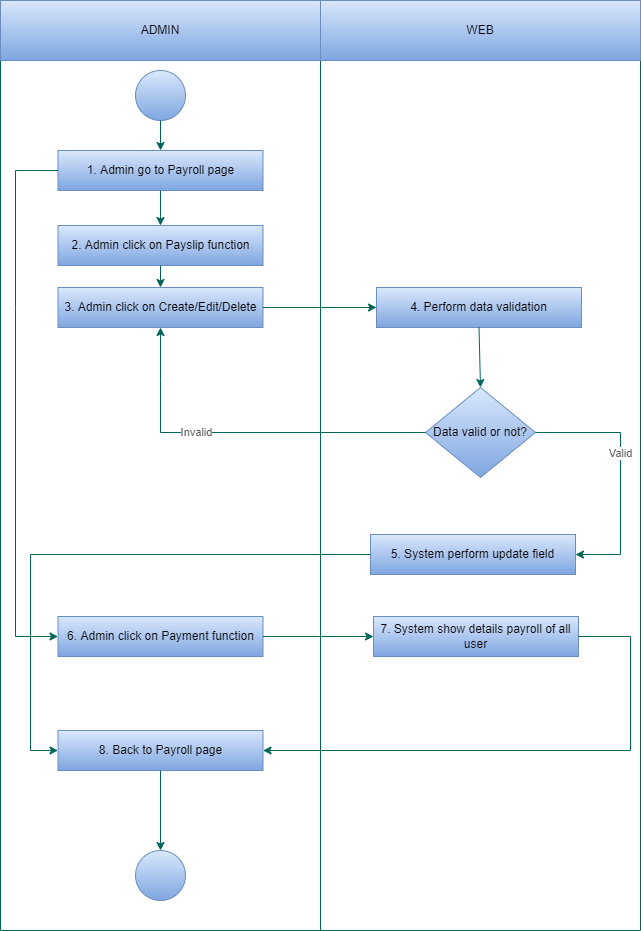 ADMIN
WEB
1. Admin go to Payroll page
2. Admin click on Payslip function
3. Admin click on Create/Edit/Delete
4. Perform data validation
Data valid or not?
Invalid
Valid
5. System perform update field
6. Admin click on Payment function
7. System show details payroll of all
user
8. Back to Payroll page